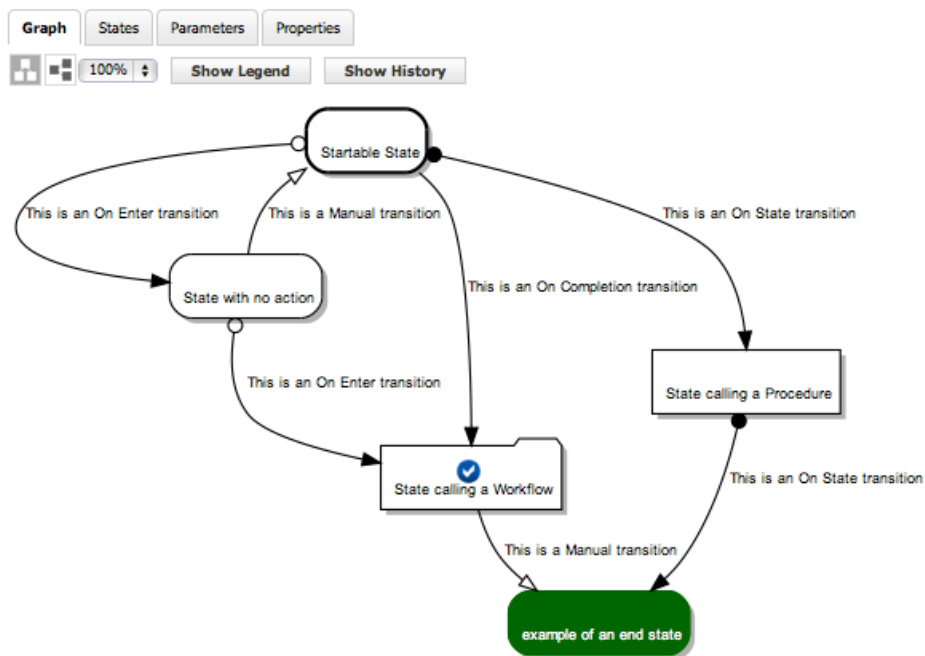 Graph States Parameters Properties
100% Show Legend Show History
Startable State
This is an On Enter transition
This is a Manual transition
This is an On State transition
This is an On Completion transition
State with no action
This is an On Enter transition
State calling a Procedure
State calling a Workflow
This is an On State transition
This is a Manual transition
example of an end state